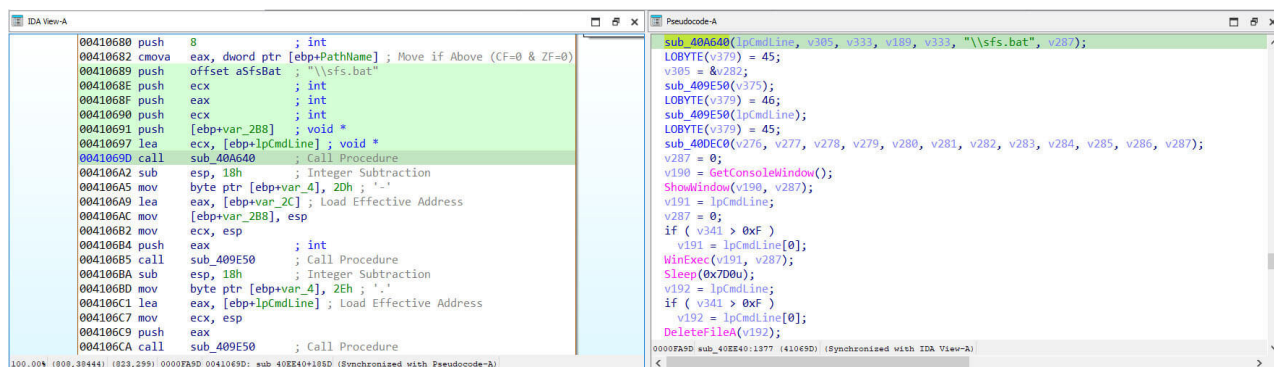 IDA View-A
00410680 push 8 ; int
00410682 cmova eax, dword ptr [ebp+PathName] ; Move if Above (CF=0 & ZF=0)
00410689 push offset aSfsBat ; "\\sfs.bat"
0041068E push ecx ; int
0041068F push eax ; int
00410690 push ecx ; int
00410691 push [ebp+var_2B8] ; void *
00410697 lea ecx, [ebp+lpCmdLine] ; void *
0041069D call sub_40A640 ; Call Procedure
004106A2 sub esp, 18h ; Integer Subtraction
004106A5 mov byte ptr [ebp+var_4], 2Dh ; '-'
004106A9 lea eax, [ebp+var_2C] ; Load Effective Address
004106AC mov [ebp+var_2B8], esp
004106B2 mov ecx, esp
004106B4 push eax ; int
004106B5 call sub_409E50 ; Call Procedure
004106BA sub esp, 18h ; Integer Subtraction
004106BD mov byte ptr [ebp+var_4], 2Eh ; '.'
004106C1 lea eax, [ebp+lpCmdLine] ; Load Effective Address
004106C7 mov ecx, esp
004106C9 push eax
004106CA call sub_409E50 ; Call Procedure
100.00% (808,38444) (823,299) 0000FA9D 0041069D: sub_40EE40+185D (Synchronized with Pseudocode-A)
Pseudocode-A
sub_40A640(lpCmdLine, v305, v333, v189, v333, "\\sfs.bat", v287);
LOBYTE(v379) = 45;
v305 = &v282;
sub_409E50(v375);
LOBYTE(v379) = 46;
sub_409E50(lpCmdLine);
LOBYTE(v379) = 45;
sub_40DEC0(v276, v277, v278, v279, v280, v281, v282, v283, v284, v285, v286, v287);
v287 = 0;
v190 = GetConsoleWindow();
ShowWindow(v190, v287);
v191 = lpCmdLine;
v287 = 0;
if ( v341 > 0xF )
v191 = lpCmdLine[0];
WinExec(v191, v287);
Sleep(0x7D0u);
v192 = lpCmdLine;
if ( v341 > 0xF )
v192 = lpCmdLine[0];
DeleteFileA(v192);
0000FA9D sub_40EE40:1377 (41069D) (Synchronized with IDA View-A)